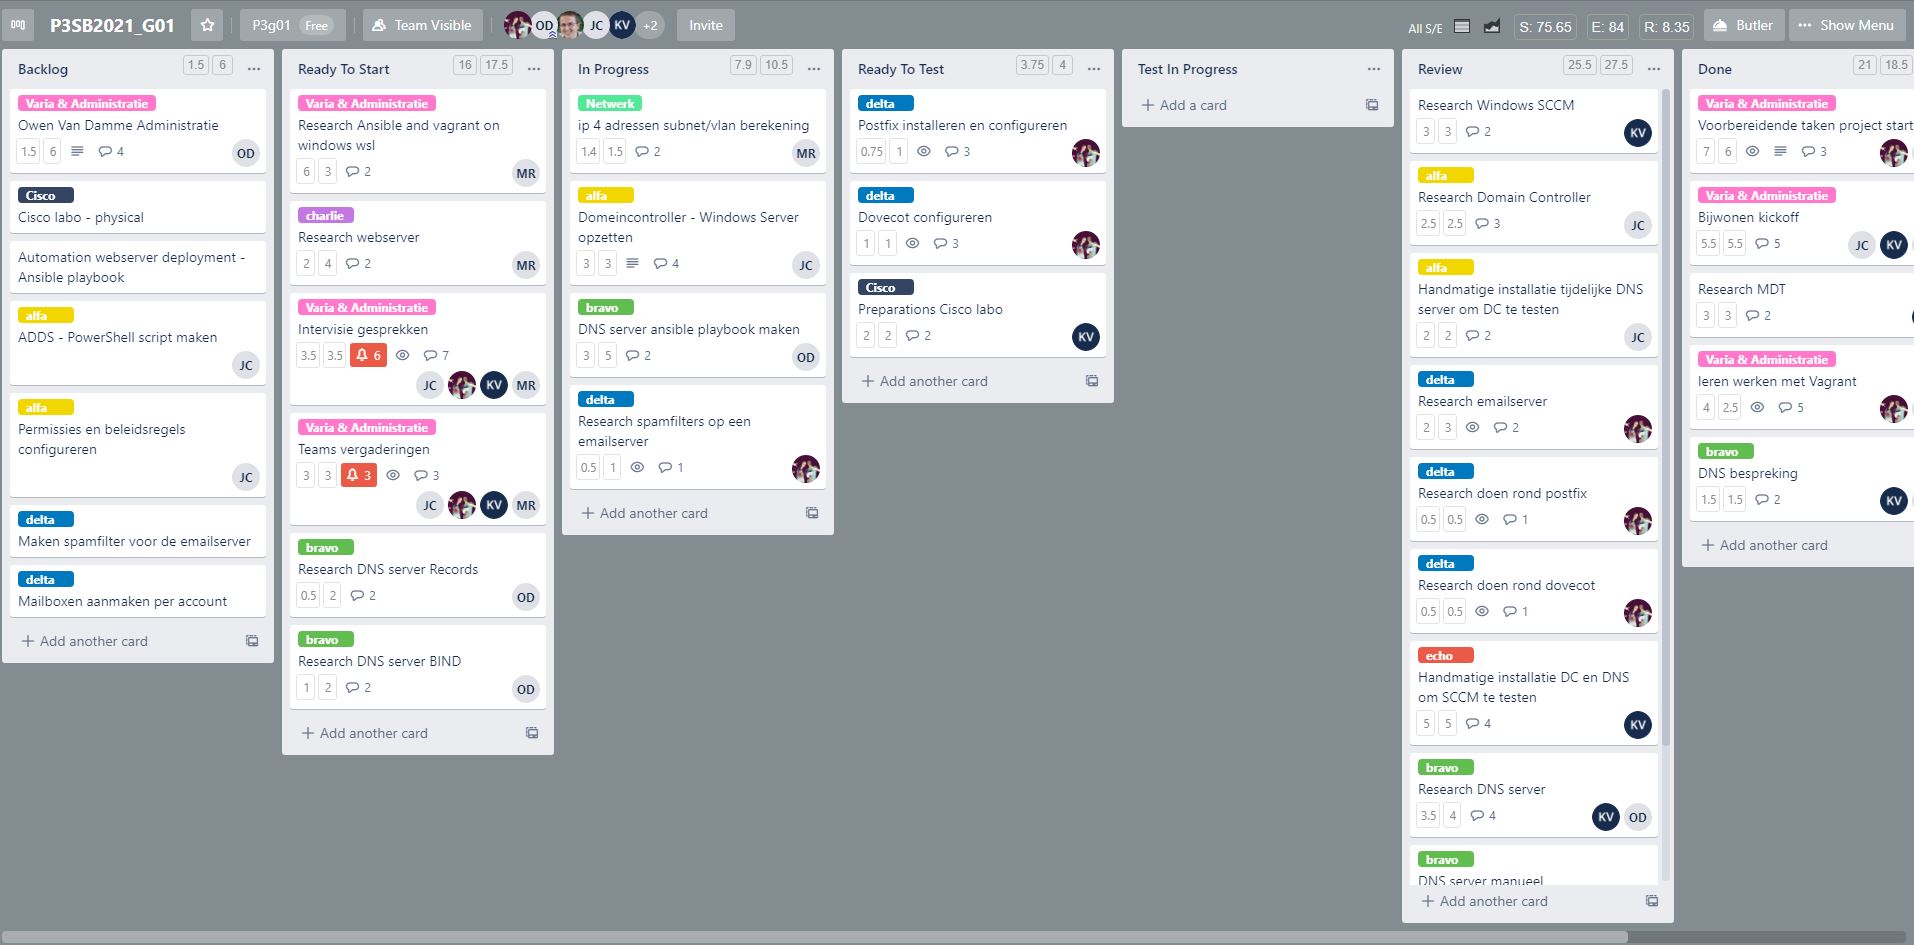 P3SB2021_G01
P3g01 Free
Team Visible
OD
JC
KV
+2
Invite
All S/E
S: 75.65
E: 84
R: 8.35
Butler
Show Menu
Backlog 1.5 6
Varia & Administratie
Owen Van Damme Administratie
1.5 6 4
OD
Cisco
Cisco labo - physical
Automation webserver deployment -
Ansible playbook
alfa
ADDS - PowerShell script maken
JC
alfa
Permissies en beleidsregels
configureren
JC
delta
Maken spamfilter voor de emailserver
delta
Mailboxen aanmaken per account
+ Add another card
Ready To Start 16 17.5
Varia & Administratie
Research Ansible and vagrant on
windows wsl
6 3 2
MR
charlie
Research webserver
2 4 2
MR
Varia & Administratie
Intervisie gesprekken
3.5 3.5 6 7
JC KV MR
Varia & Administratie
Teams vergaderingen
3 3 3 3
JC KV MR
bravo
Research DNS server Records
0.5 2 2
OD
bravo
Research DNS server BIND
1 2 2
OD
+ Add another card
In Progress 7.9 10.5
Netwerk
ip 4 adressen subnet/vlan berekening
1.4 1.5 2
MR
alfa
Domeincontroller - Windows Server
opzetten
3 3 4
JC
bravo
DNS server ansible playbook maken
3 5 2
OD
delta
Research spamfilters op een
emailserver
0.5 1 1
+ Add another card
Ready To Test 3.75 4
delta
Postfix installeren en configureren
0.75 1 3
delta
Dovecot configureren
1 1 3
Cisco
Preparations Cisco labo
2 2 2
KV
+ Add another card
Test In Progress
+ Add a card
Review 25.5 27.5
Research Windows SCCM
3 3 2
KV
alfa
Research Domain Controller
2.5 2.5 3
JC
alfa
Handmatige installatie tijdelijke DNS
server om DC te testen
2 2 2
JC
delta
Research emailserver
2 3 2
delta
Research doen rond postfix
0.5 0.5 1
delta
Research doen rond dovecot
0.5 0.5 1
echo
Handmatige installatie DC en DNS
om SCCM te testen
5 5 4
KV
bravo
Research DNS server
3.5 4 4
KV OD
bravo
DNS server manueel
+ Add another card
Done 21 18.5
Varia & Administratie
Voorbereidende taken project start
7 6 3
Varia & Administratie
Bijwonen kickoff
5.5 5.5 5
JC KV
Research MDT
3 3 2
Varia & Administratie
leren werken met Vagrant
4 2.5 5
bravo
DNS bespreking
1.5 1.5 2
KV
+ Add another card